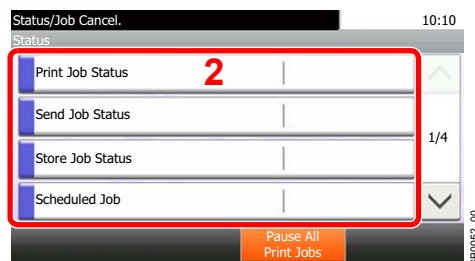 Status/Job Cancel. 10:10
Status
Print Job Status 2
Send Job Status
1/4
Store Job Status
Scheduled Job
Pause All
Print Jobs